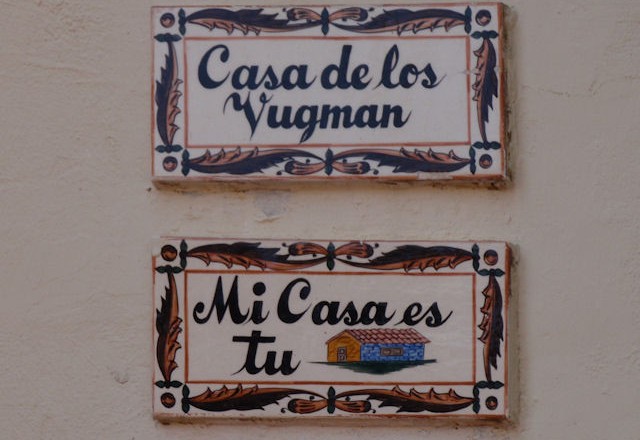 Casa de los
Vugman
Mi Casa es
tu